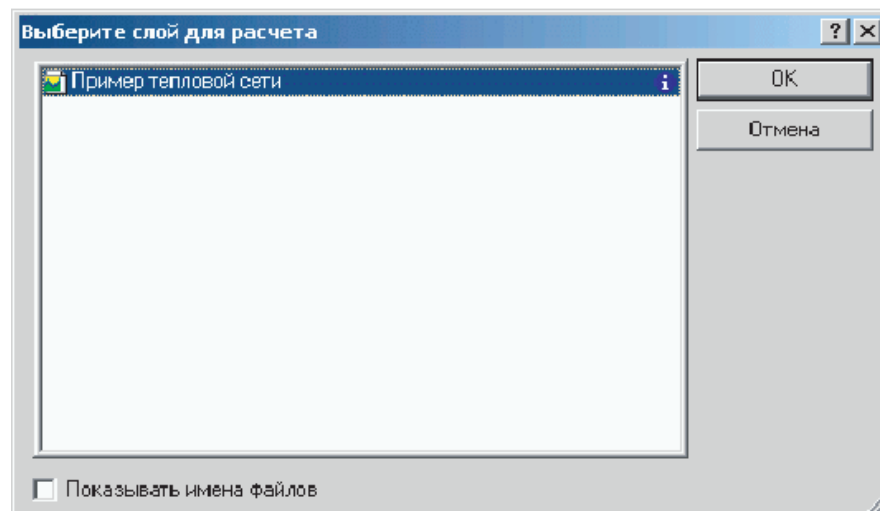 Выберите слой для расчета
Пример тепловой сети
OK
Отмена
Показывать имена файлов